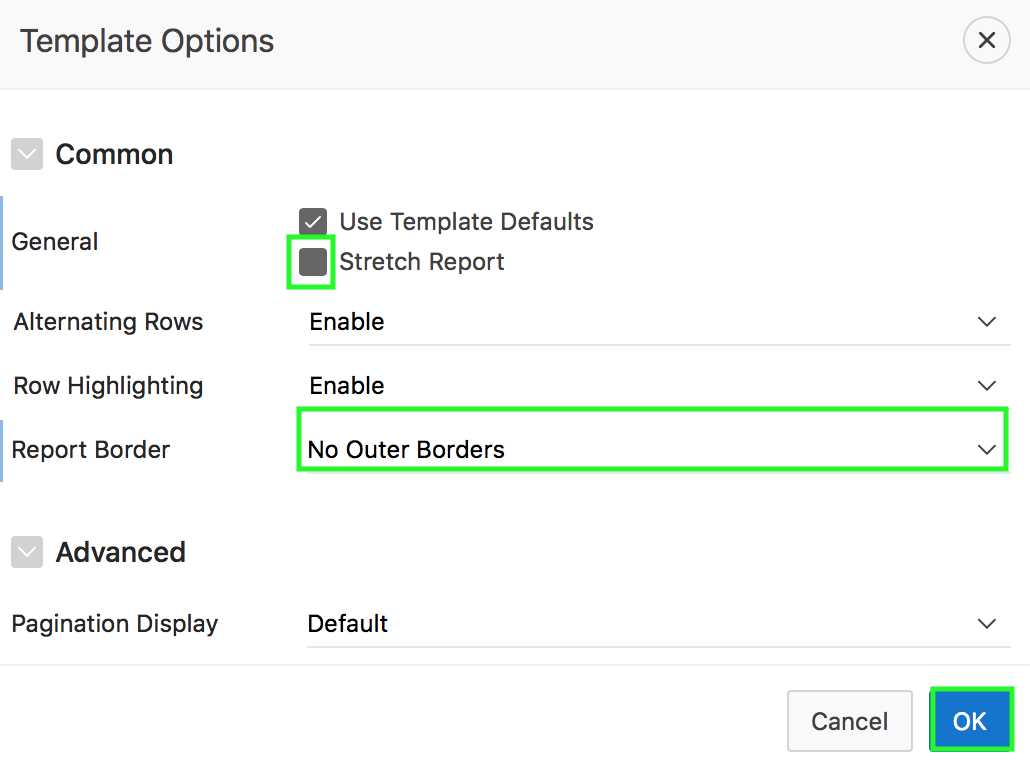 Template Options
Common
General
Use Template Defaults
Stretch Report
Alternating Rows Enable
Row Highlighting Enable
Report Border No Outer Borders
Advanced
Pagination Display Default
Cancel OK